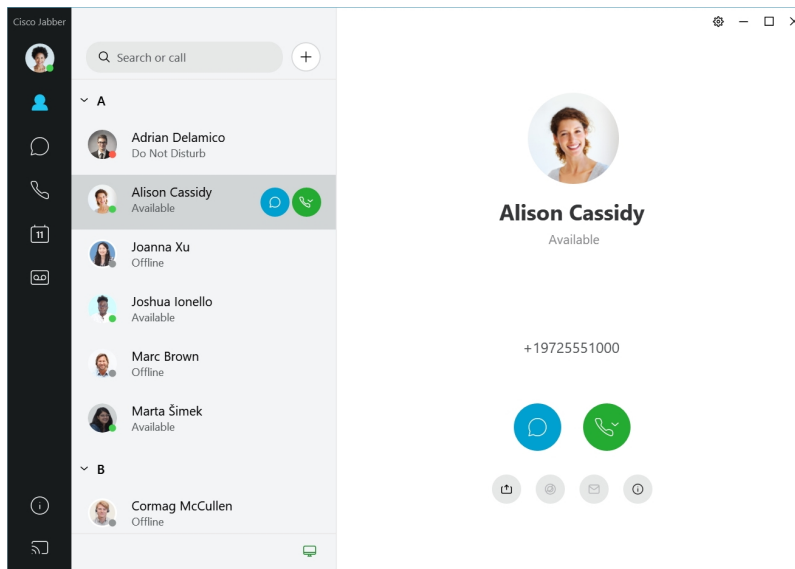 Cisco Jabber
Search or call
A
Adrian Delamico
Do Not Disturb
Alison Cassidy
Available
Joanna Xu
Offline
Joshua Ionello
Available
Marc Brown
Offline
Marta Šimek
Available
B
Cormag McCullen
Offline
11
Alison Cassidy
Available
+19725551000